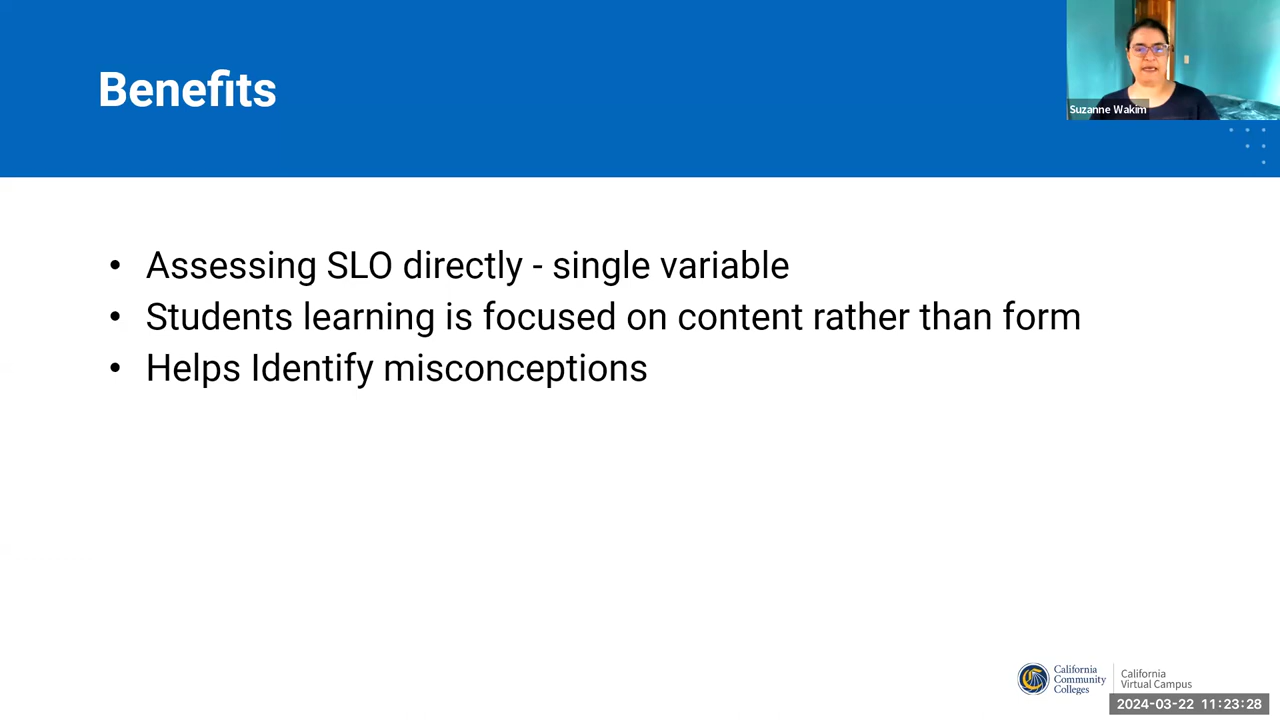 Benefits
Suzanne Wakim
• Assessing SLO directly - single variable
• Students learning is focused on content rather than form
• Helps Identify misconceptions
California
Community
Colleges
California
Virtual Campus
2024-03-22 11:23:28